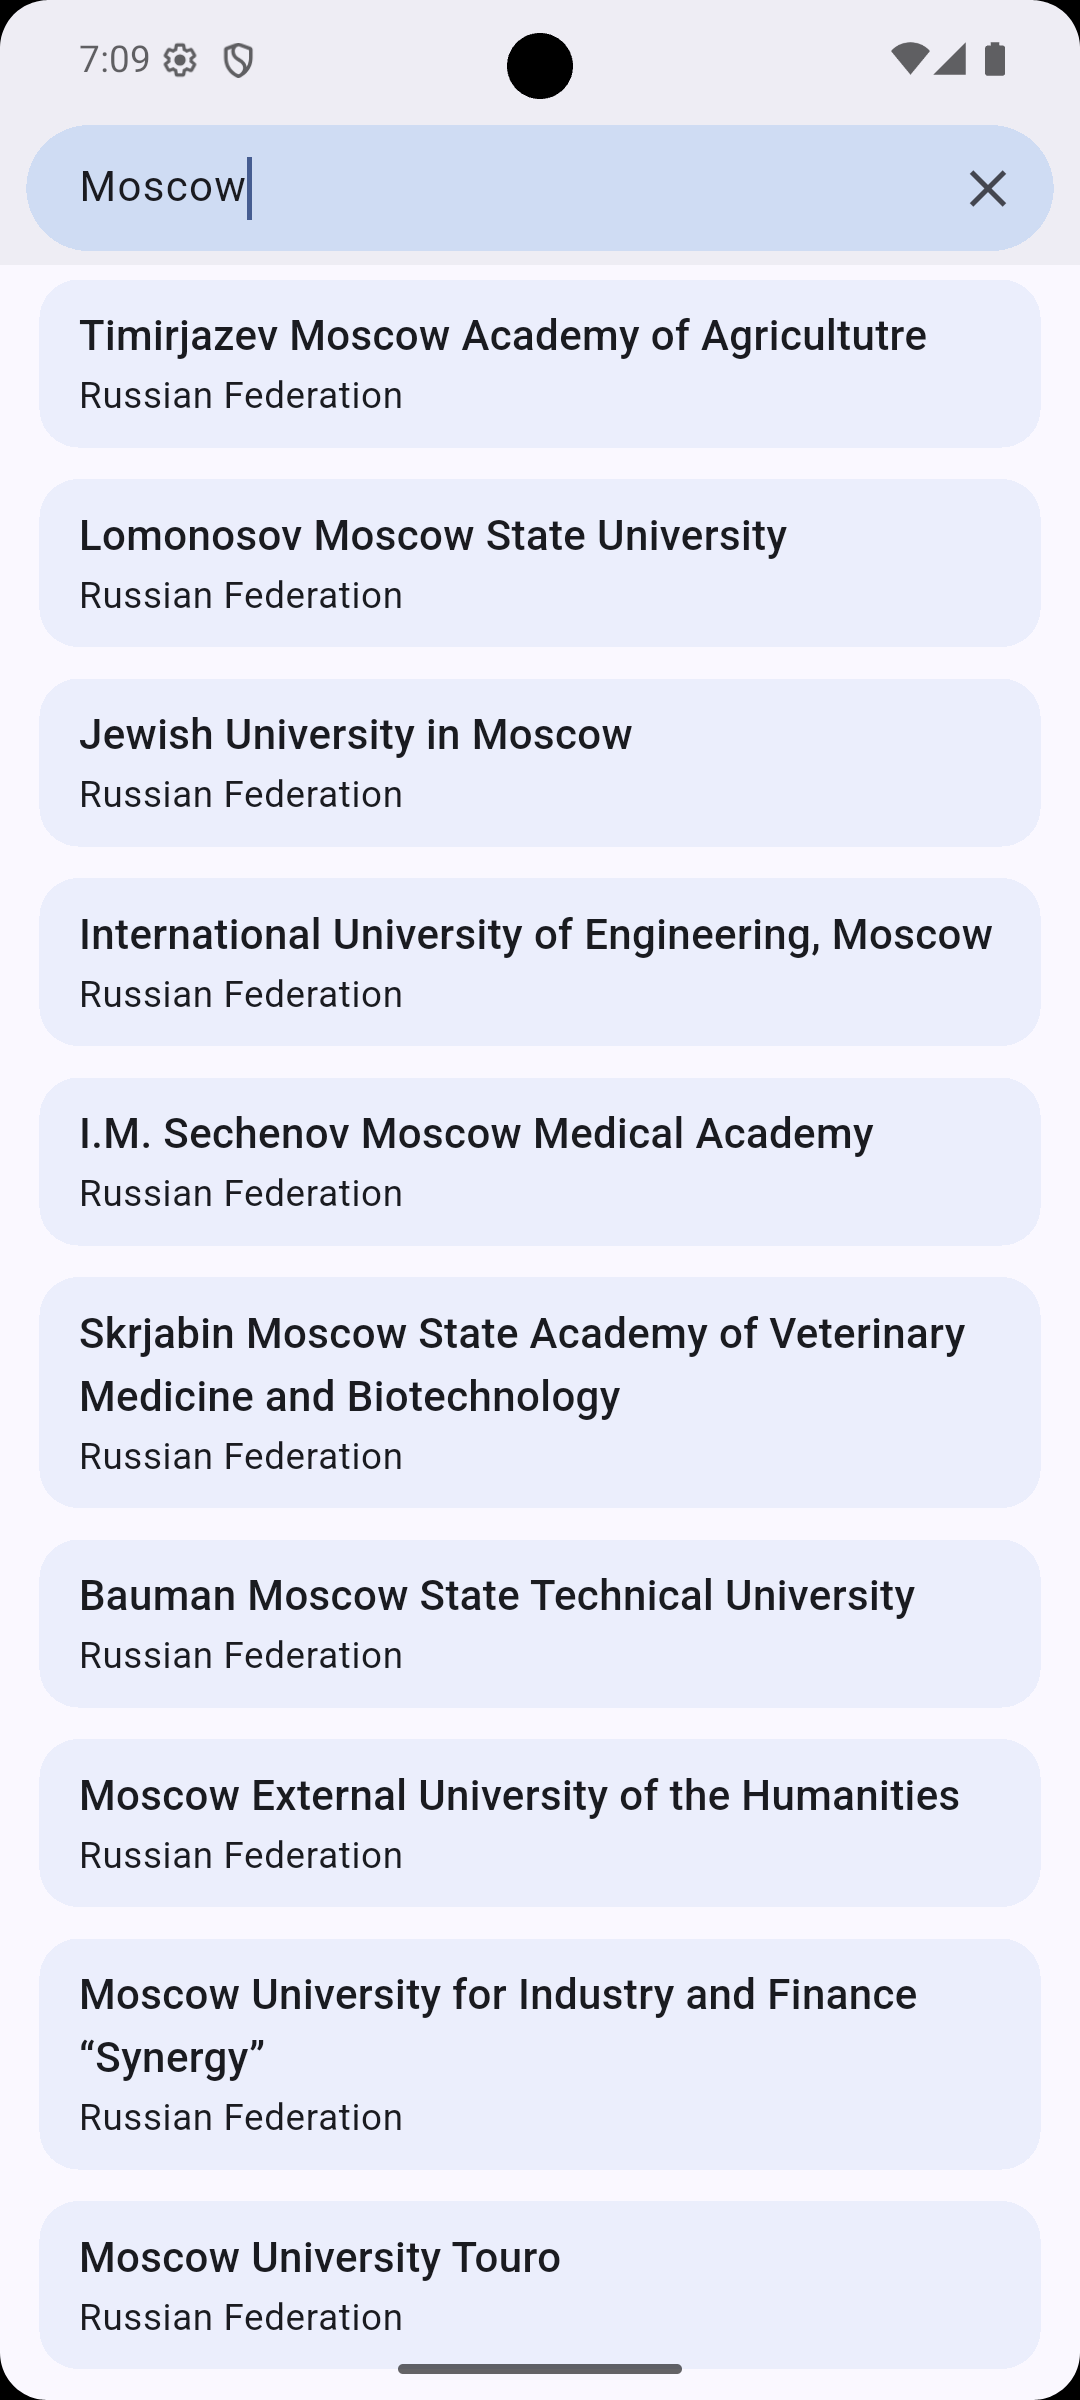 7:09
Moscow
Timirjazev Moscow Academy of Agricultutre
Russian Federation
Lomonosov Moscow State University
Russian Federation
Jewish University in Moscow
Russian Federation
International University of Engineering, Moscow
Russian Federation
I.M. Sechenov Moscow Medical Academy
Russian Federation
Skrjabin Moscow State Academy of Veterinary
Medicine and Biotechnology
Russian Federation
Bauman Moscow State Technical University
Russian Federation
Moscow External University of the Humanities
Russian Federation
Moscow University for Industry and Finance
“Synergy”
Russian Federation
Moscow University Touro
Russian Federation